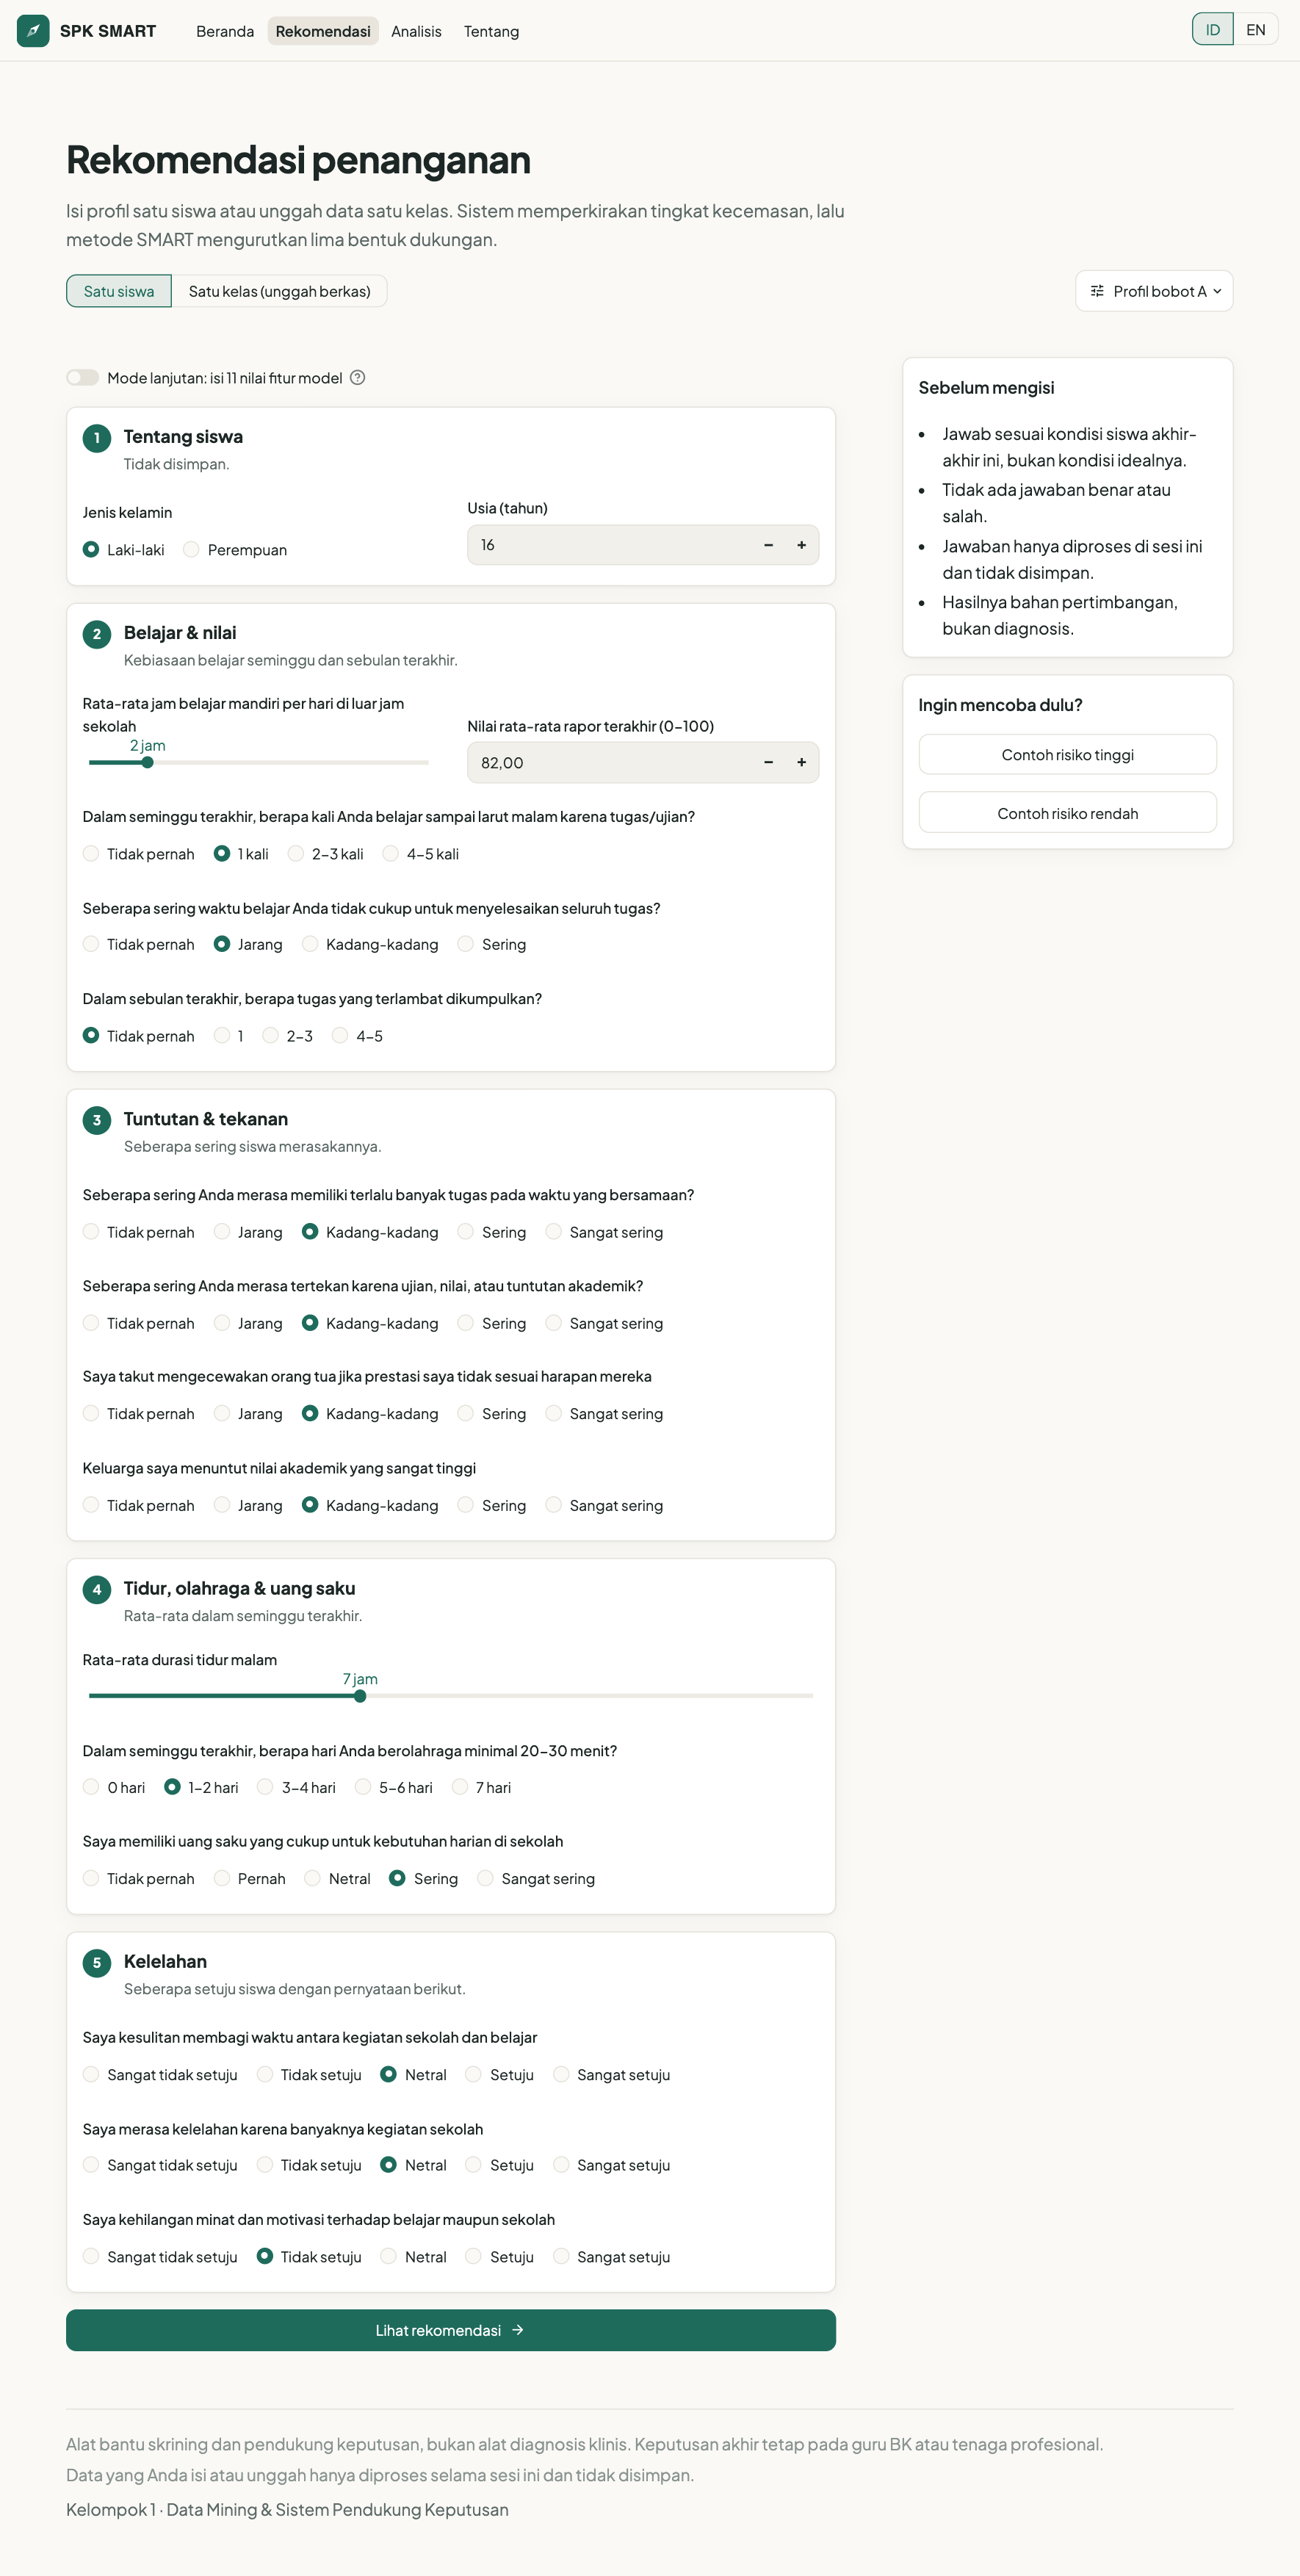 SPK SMART
Beranda
Rekomendasi
Analisis
Tentang
ID
EN
Rekomendasi penanganan
Isi profil satu siswa atau unggah data satu kelas. Sistem memperkirakan tingkat kecemasan, lalu
metode SMART mengurutkan lima bentuk dukungan.
Satu siswa
Satu kelas (unggah berkas)
Profil bobot A
Mode lanjutan: isi 11 nilai fitur model
1
Tentang siswa
Tidak disimpan.
Jenis kelamin
Laki-laki
Perempuan
Usia (tahun)
16
2
Belajar & nilai
Kebiasaan belajar seminggu dan sebulan terakhir.
Rata-rata jam belajar mandiri per hari di luar jam
sekolah
2 jam
Nilai rata-rata rapor terakhir (0–100)
82,00
Dalam seminggu terakhir, berapa kali Anda belajar sampai larut malam karena tugas/ujian?
Tidak pernah
1 kali
2–3 kali
4–5 kali
Seberapa sering waktu belajar Anda tidak cukup untuk menyelesaikan seluruh tugas?
Tidak pernah
Jarang
Kadang-kadang
Sering
Dalam sebulan terakhir, berapa tugas yang terlambat dikumpulkan?
Tidak pernah
1
2–3
4–5
3
Tuntutan & tekanan
Seberapa sering siswa merasakannya.
Seberapa sering Anda merasa memiliki terlalu banyak tugas pada waktu yang bersamaan?
Tidak pernah
Jarang
Kadang-kadang
Sering
Sangat sering
Seberapa sering Anda merasa tertekan karena ujian, nilai, atau tuntutan akademik?
Tidak pernah
Jarang
Kadang-kadang
Sering
Sangat sering
Saya takut mengecewakan orang tua jika prestasi saya tidak sesuai harapan mereka
Tidak pernah
Jarang
Kadang-kadang
Sering
Sangat sering
Keluarga saya menuntut nilai akademik yang sangat tinggi
Tidak pernah
Jarang
Kadang-kadang
Sering
Sangat sering
4
Tidur, olahraga & uang saku
Rata-rata dalam seminggu terakhir.
Rata-rata durasi tidur malam
7 jam
Dalam seminggu terakhir, berapa hari Anda berolahraga minimal 20–30 menit?
0 hari
1–2 hari
3–4 hari
5–6 hari
7 hari
Saya memiliki uang saku yang cukup untuk kebutuhan harian di sekolah
Tidak pernah
Pernah
Netral
Sering
Sangat sering
5
Kelelahan
Seberapa setuju siswa dengan pernyataan berikut.
Saya kesulitan membagi waktu antara kegiatan sekolah dan belajar
Sangat tidak setuju
Tidak setuju
Netral
Setuju
Sangat setuju
Saya merasa kelelahan karena banyaknya kegiatan sekolah
Sangat tidak setuju
Tidak setuju
Netral
Setuju
Sangat setuju
Saya kehilangan minat dan motivasi terhadap belajar maupun sekolah
Sangat tidak setuju
Tidak setuju
Netral
Setuju
Sangat setuju
Lihat rekomendasi →
Sebelum mengisi
• Jawab sesuai kondisi siswa akhir-
akhir ini, bukan kondisi idealnya.
• Tidak ada jawaban benar atau
salah.
• Jawaban hanya diproses di sesi ini
dan tidak disimpan.
• Hasilnya bahan pertimbangan,
bukan diagnosis.
Ingin mencoba dulu?
Contoh risiko tinggi
Contoh risiko rendah
Alat bantu skrining dan pendukung keputusan, bukan alat diagnosis klinis. Keputusan akhir tetap pada guru BK atau tenaga profesional.
Data yang Anda isi atau unggah hanya diproses selama sesi ini dan tidak disimpan.
Kelompok 1 · Data Mining & Sistem Pendukung Keputusan